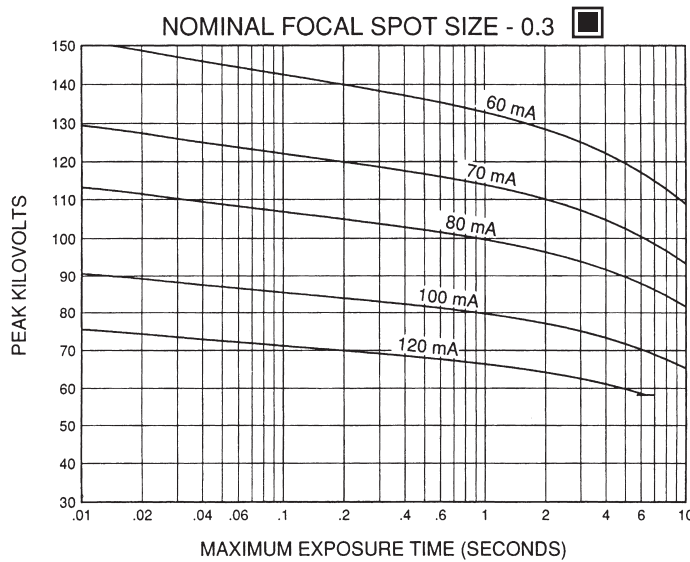 NOMINAL FOCAL SPOT SIZE - 0.3
150
140
130
120
110
100
90
80
70
60
50
40
30
PEAK KILOVOLTS
60 mA
70 mA
80 mA
100 mA
120 mA
.01 .02 .04 .06 .1 .2 .4 .6 1 2 4 6 10
MAXIMUM EXPOSURE TIME (SECONDS)